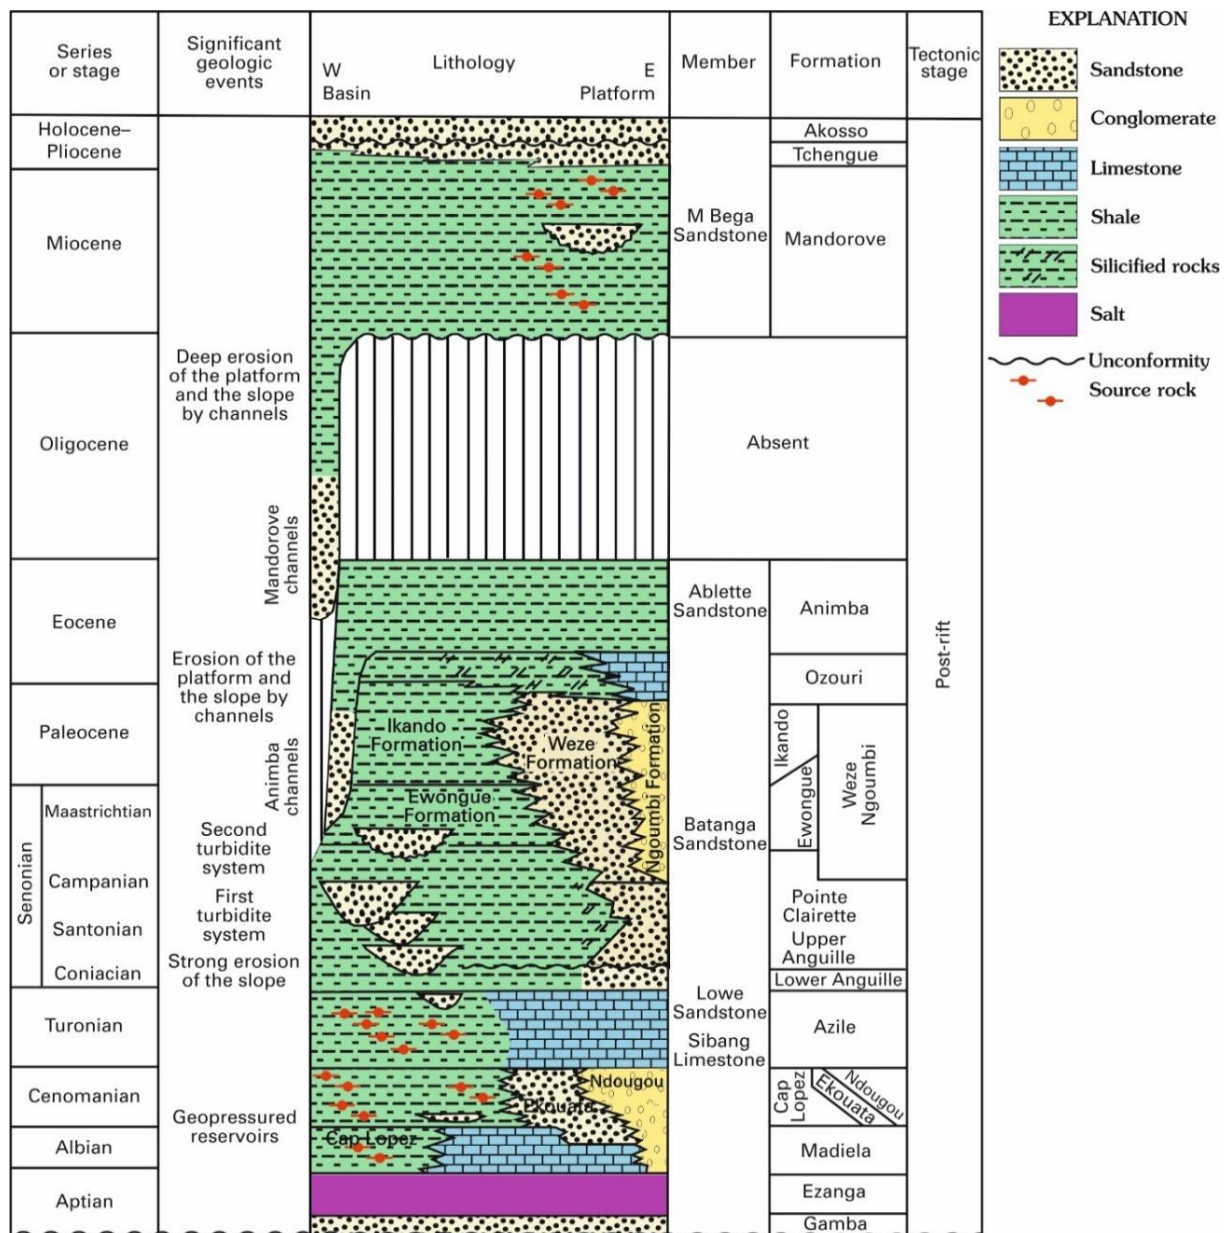 Series
or stage
Significant
geologic
events
W
Basin
Lithology
E
Platform
Member
Formation
Tectonic
stage
Holocene–
Pliocene
Miocene
Oligocene
Eocene
Paleocene
Senonian
Maastrichtian
Campanian
Santonian
Coniacian
Turonian
Cenomanian
Albian
Aptian
Deep erosion
of the platform
and the slope
by channels
Mandorove
channels
Erosion of the
platform and
the slope by
channels
Animba
channels
Second
turbidite
system
First
turbidite
system
Strong erosion
of the slope
Geopressured
reservoirs
Ikando
Formation
Weze
Formation
Ngoumbi Formation
Ewongue
Formation
Ndougou
Ekouata
Cap Lopez
M Bega
Sandstone
Absent
Ablette
Sandstone
Batanga
Sandstone
Lowe
Sandstone
Sibang
Limestone
Akosso
Tchengue
Mandorove
Animba
Ozouri
Ikando
Ewongue
Weze
Ngoumbi
Pointe
Clairette
Upper
Anguille
Lower Anguille
Azile
Cap
Lopez
Ekouata
Ndougou
Madiela
Ezanga
Gamba
Post-rift
EXPLANATION
Sandstone
Conglomerate
Limestone
Shale
Silicified rocks
Salt
Unconformity
Source rock